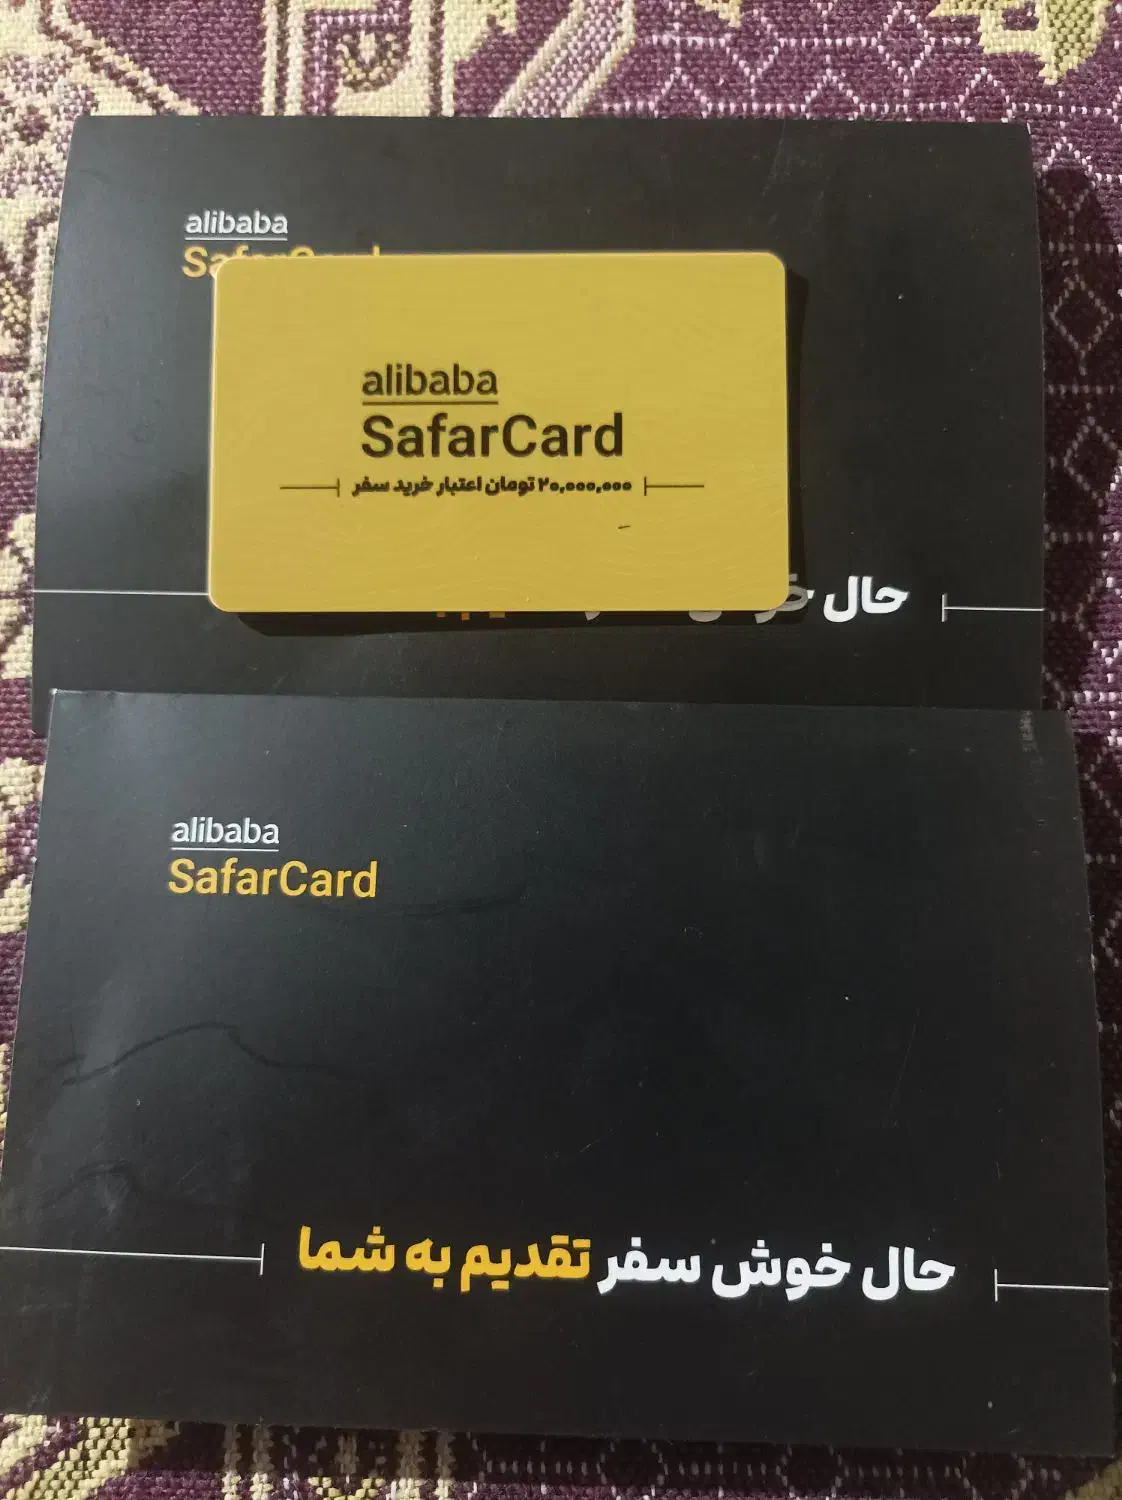 alibaba
alibaba
SafarCard
۲۰,۰۰۰,۰۰۰ تومان اعتبار خرید سفر
حال
alibaba
SafarCard
حال خوش سفر تقدیم به شما